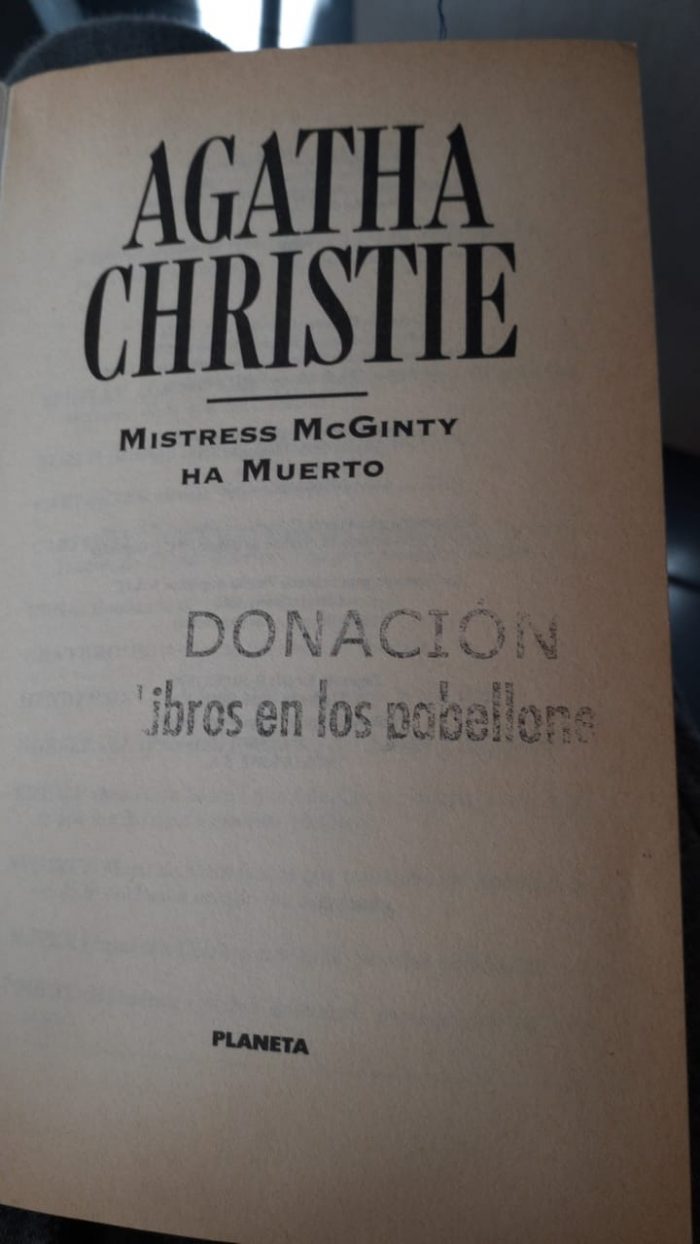 AGATHA
CHRISTIE
MISTRESS MCGINTY
HA MUERTO
DONACIÓN
Libros en los pabellone
PLANETA